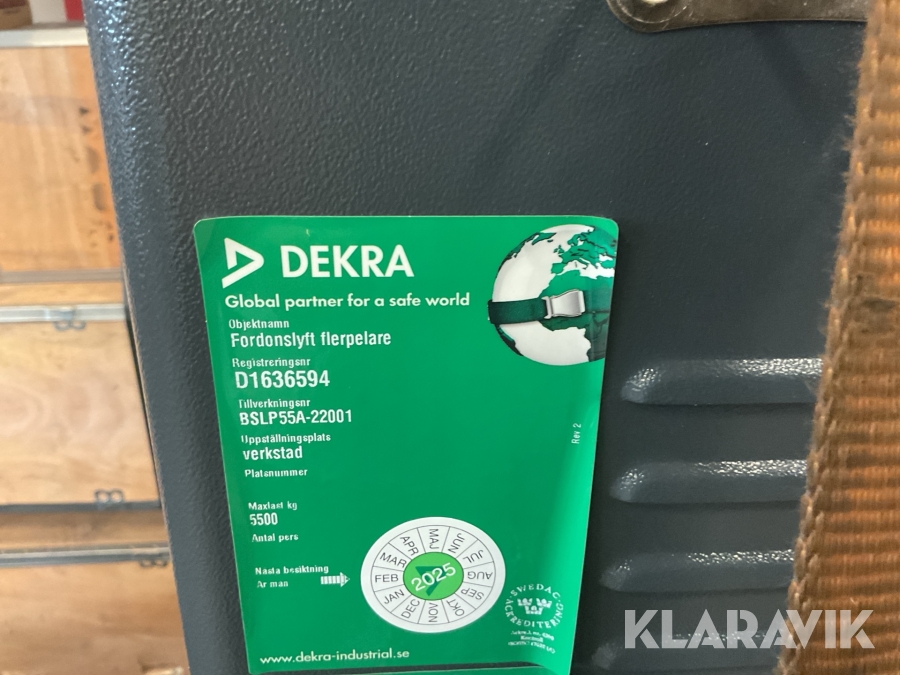 DEKRA
Global partner for a safe world
Objektnamn
Fordonslyft flerpelare
Registreringsnr
D1636594
Tillverkningsnr
BSLP55A-22001
Uppställningsplats
verkstad
Platsnummer
Rev 2
Maxlast kg
5500
Antal pers
Nästa besiktning
År mån
JAN
FEB
MAR
APR
MAJ
JUN
JUL
AUG
SEP
OKT
NOV
DEC
2025
SWEDAC
ACKREDITERING
www.dekra-industrial.se
KLARAVIK